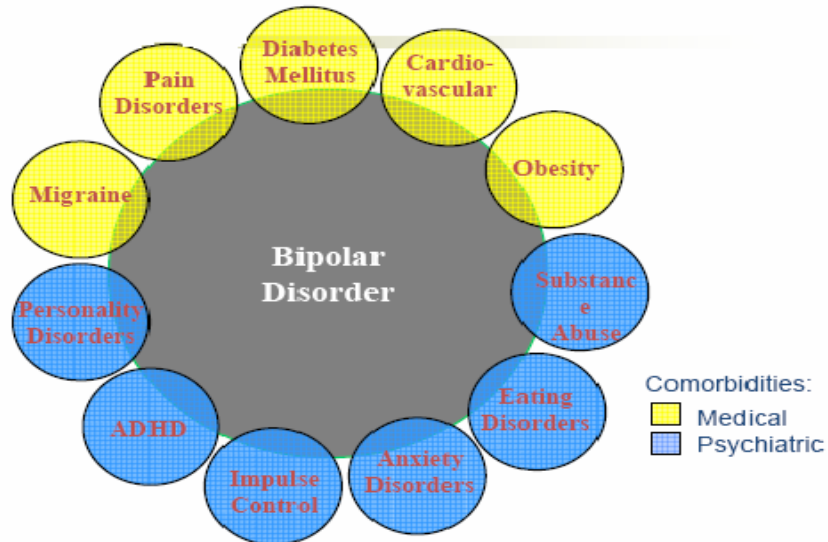 Diabetes
Mellitus
Cardio-
vascular
Pain
Disorders
Obesity
Migraine
Bipolar
Disorder
Substanc
e
Abuse
Personality
Disorders
Eating
Disorders
ADHD
Anxiety
Disorders
Impulse
Control
Comorbidities:
Medical
Psychiatric